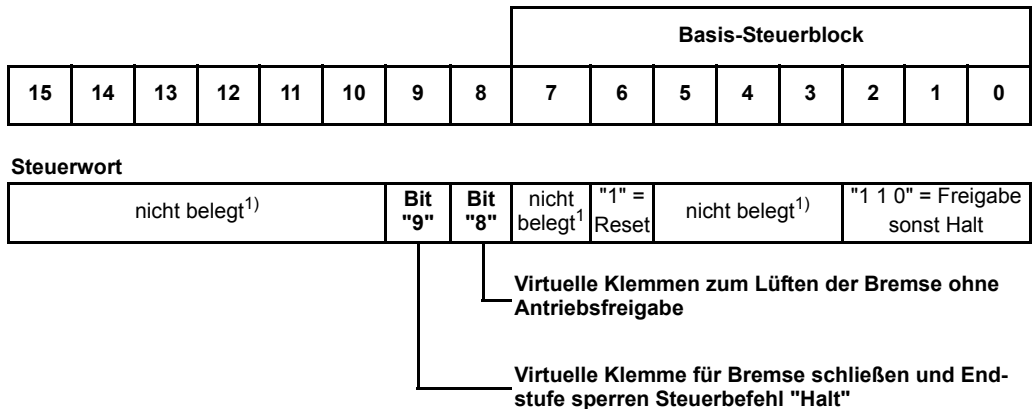 Basis-Steuerblock
15 14 13 12 11 10 9 8 7 6 5 4 3 2 1 0
Steuerwort
nicht belegt1) Bit "9" Bit "8" nicht belegt1 "1" = Reset nicht belegt1) "1 1 0" = Freigabe sonst Halt
Virtuelle Klemmen zum Lüften der Bremse ohne
Antriebsfreigabe
Virtuelle Klemme für Bremse schließen und End-
stufe sperren Steuerbefehl "Halt"